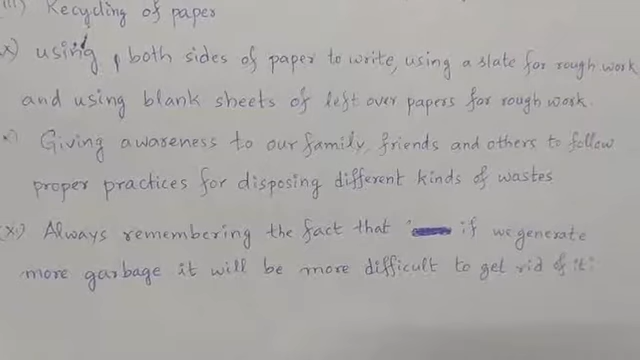 iii) Recycling of paper
x) using both sides of paper to write, using a slate for rough work
and using blank sheets of left over papers for rough work.
x) Giving awareness to our family, friends and others to follow
proper practices for disposing different kinds of wastes
(xi) Always remembering the fact that if we generate
more garbage it will be more difficult to get rid of it.